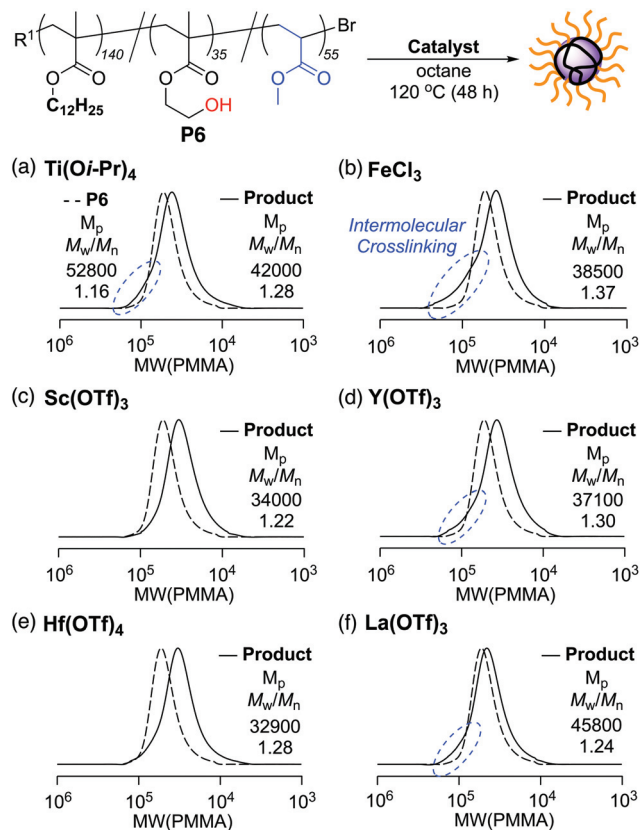 R¹ 140 35 55 Br
O O O O O O
C₁₂H₂₅ OH
P6
Catalyst
octane
120 °C (48 h)
(a) Ti(Oi-Pr)₄
-- P6
Mp
Mw/Mn
52800
1.16
— Product
Mp
Mw/Mn
42000
1.28
10⁶ 10⁵ 10⁴ 10³
MW(PMMA)
(b) FeCl₃
Intermolecular
Crosslinking
— Product
Mp
Mw/Mn
38500
1.37
10⁶ 10⁵ 10⁴ 10³
MW(PMMA)
(c) Sc(OTf)₃
— Product
Mp
Mw/Mn
34000
1.22
10⁶ 10⁵ 10⁴ 10³
MW(PMMA)
(d) Y(OTf)₃
— Product
Mp
Mw/Mn
37100
1.30
10⁶ 10⁵ 10⁴ 10³
MW(PMMA)
(e) Hf(OTf)₄
— Product
Mp
Mw/Mn
32900
1.28
10⁶ 10⁵ 10⁴ 10³
MW(PMMA)
(f) La(OTf)₃
— Product
Mp
Mw/Mn
45800
1.24
10⁶ 10⁵ 10⁴ 10³
MW(PMMA)